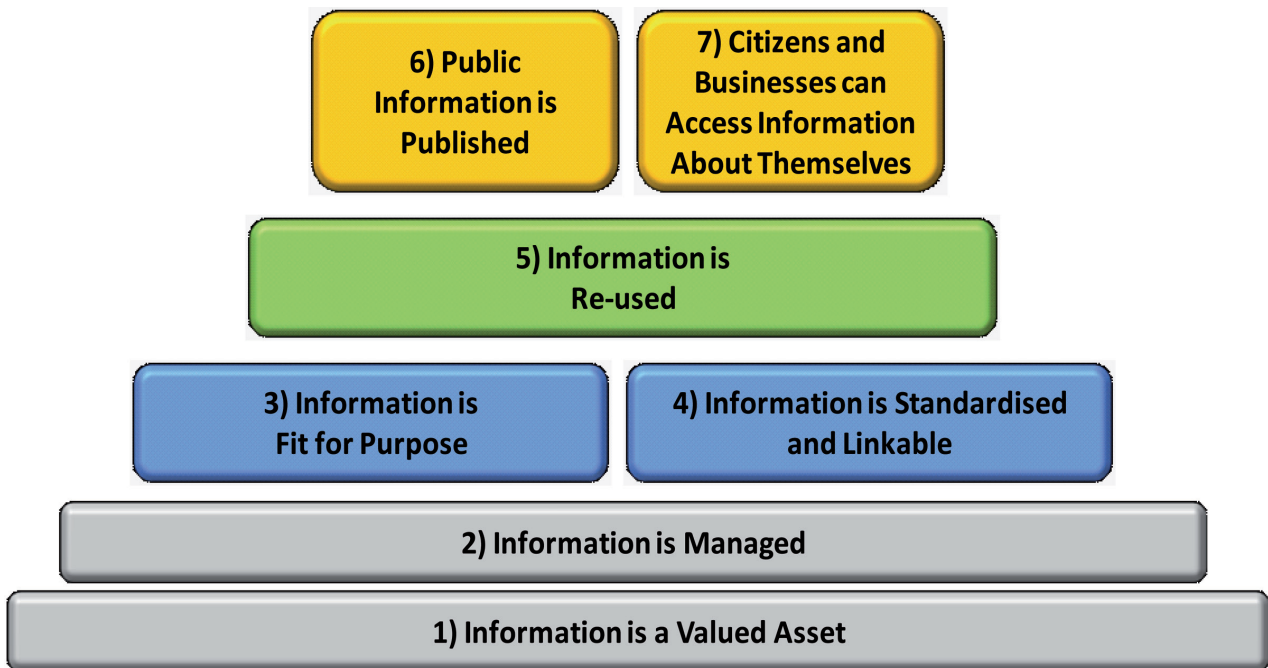 6) Public
Information is
Published
7) Citizens and
Businesses can
Access Information
About Themselves
5) Information is
Re-used
3) Information is
Fit for Purpose
4) Information is Standardised
and Linkable
2) Information is Managed
1) Information is a Valued Asset